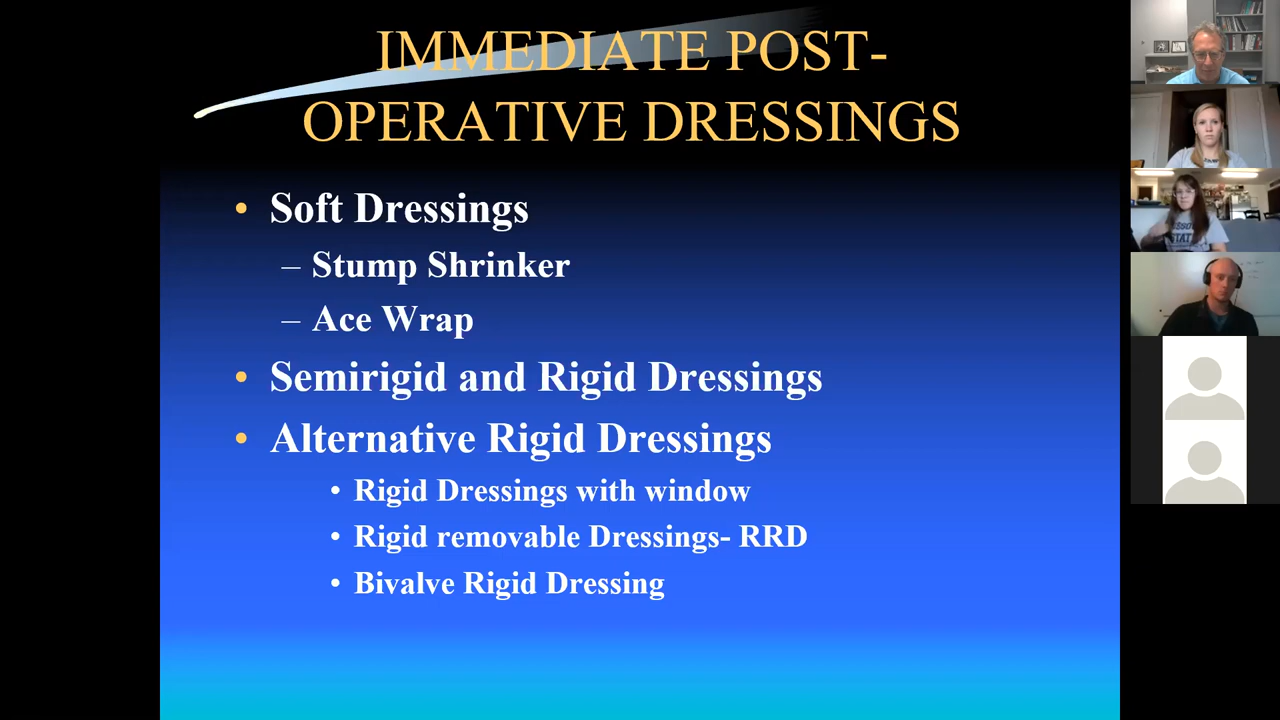 IMMEDIATE POST-
OPERATIVE DRESSINGS
• Soft Dressings
– Stump Shrinker
– Ace Wrap
• Semirigid and Rigid Dressings
• Alternative Rigid Dressings
• Rigid Dressings with window
• Rigid removable Dressings- RRD
• Bivalve Rigid Dressing